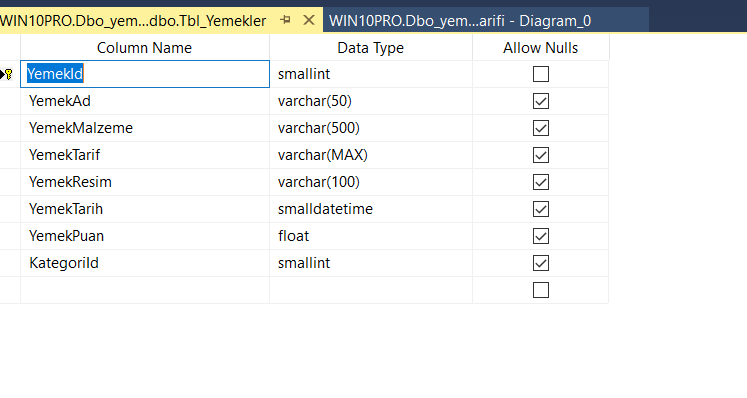 WIN10PRO.Dbo_yem...dbo.Tbl_Yemekler WIN10PRO.Dbo_yem...arifi - Diagram_0
Column Name Data Type Allow Nulls
YemekId smallint
YemekAd varchar(50)
YemekMalzeme varchar(500)
YemekTarif varchar(MAX)
YemekResim varchar(100)
YemekTarih smalldatetime
YemekPuan float
KategoriId smallint